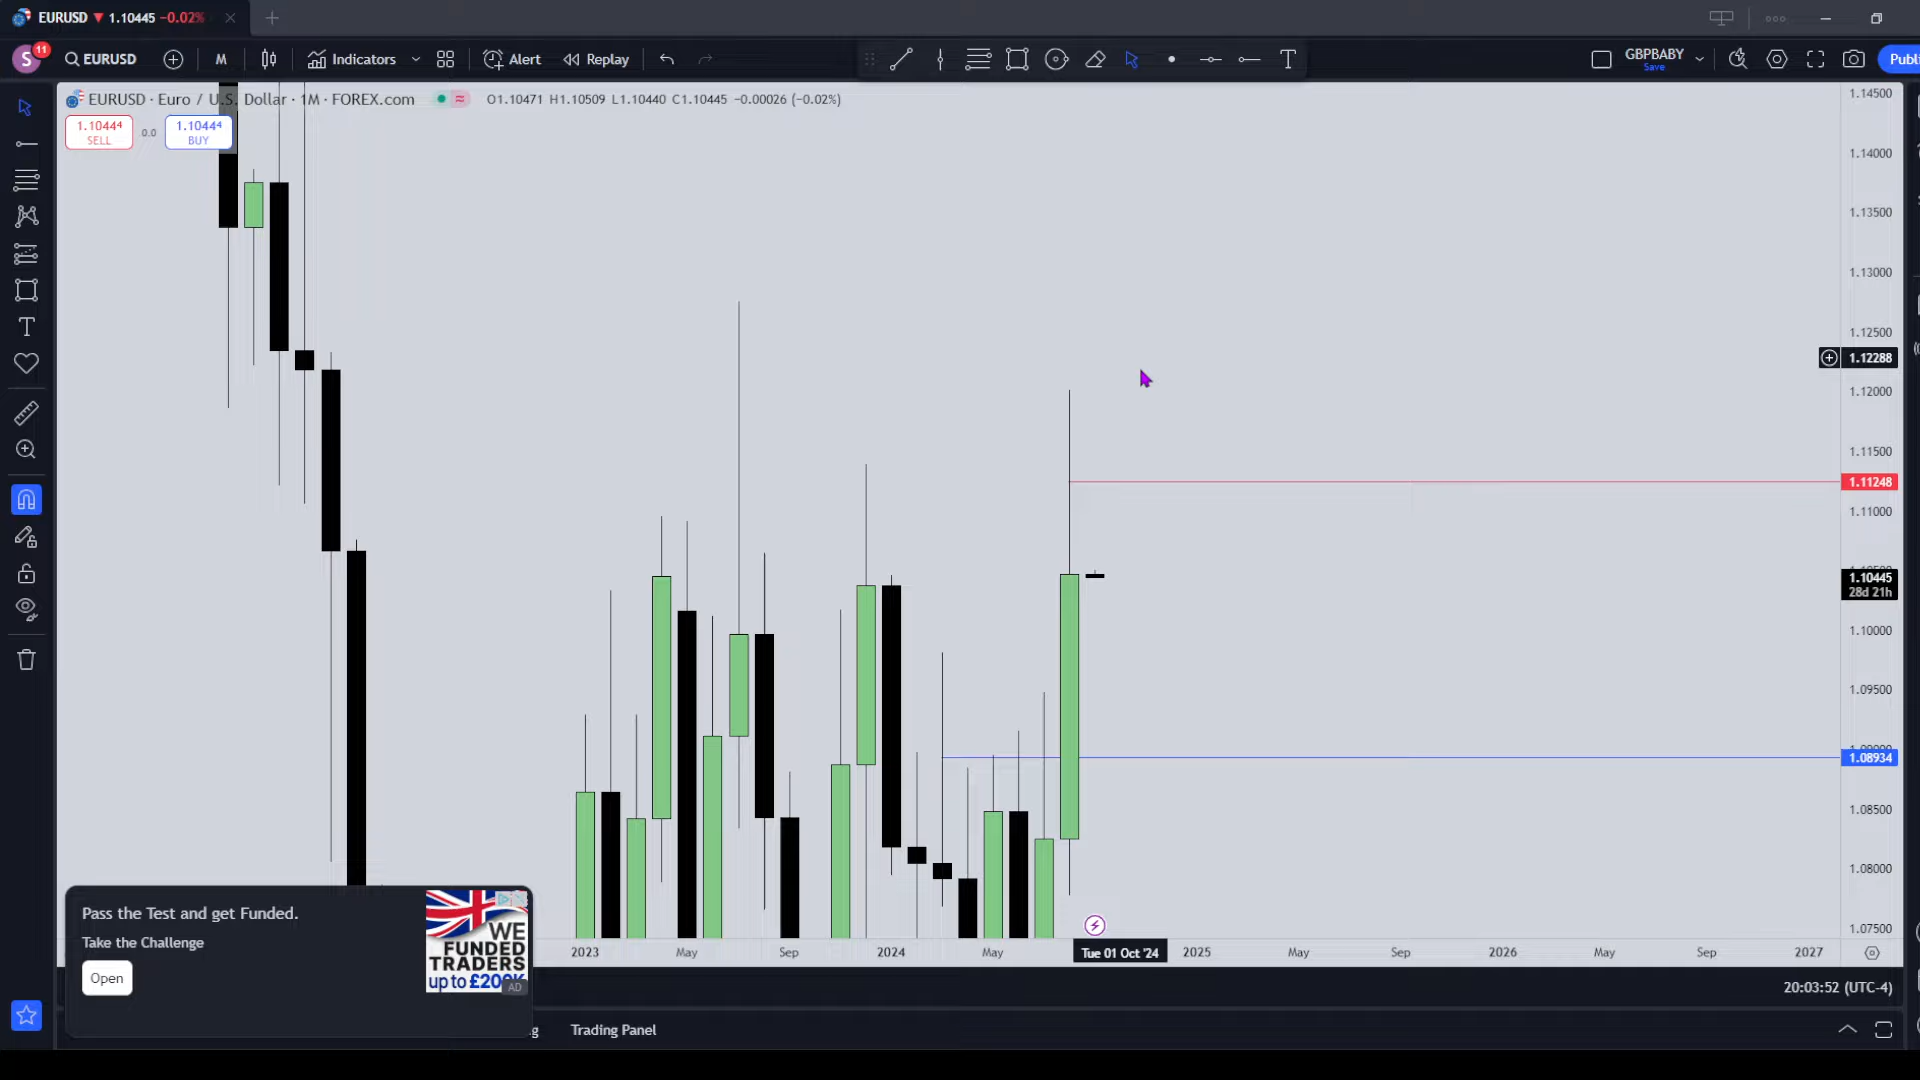 EURUSD ▼ 1.10445 −0.02%
S 11 EURUSD M Indicators Alert Replay T GBPBABY Save
EURUSD · Euro / U.S. Dollar · 1M · FOREX.com O1.10471 H1.10509 L1.10440 C1.10445 −0.00026 (−0.02%)
1.10444 SELL 0.0 1.10444 BUY
1.14500
1.14000
1.13500
1.13000
1.12500
1.12288
1.12000
1.11500
1.11248
1.11000
1.10445
28d 21h
1.10000
1.09500
1.08934
1.08500
1.08000
1.07500
Pass the Test and get Funded.
Take the Challenge
Open
WE
FUNDED
TRADERS
up to £200K
AD
2023 May Sep 2024 May Tue 01 Oct '24 2025 May Sep 2026 May Sep 2027
20:03:52 (UTC-4)
Trading Panel